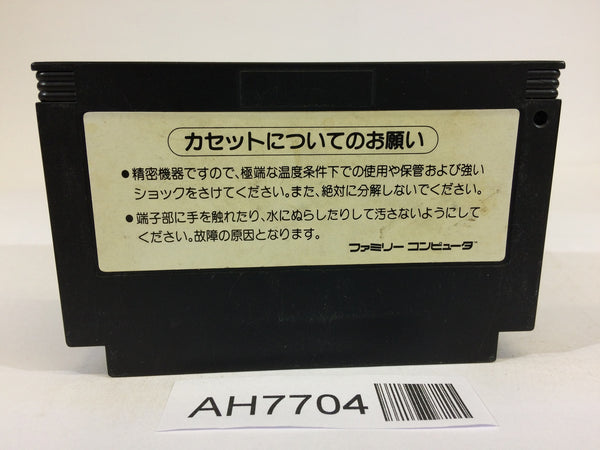 カセットについてのお願い
●精密機器ですので、極端な温度条件下での使用や保管および強い
ショックをさけてください。また、絶対に分解しないでください。
●端子部に手を触れたり、水にぬらしたりして汚さないようにして
ください。故障の原因となります。
ファミリー コンピュータ™
AH7704